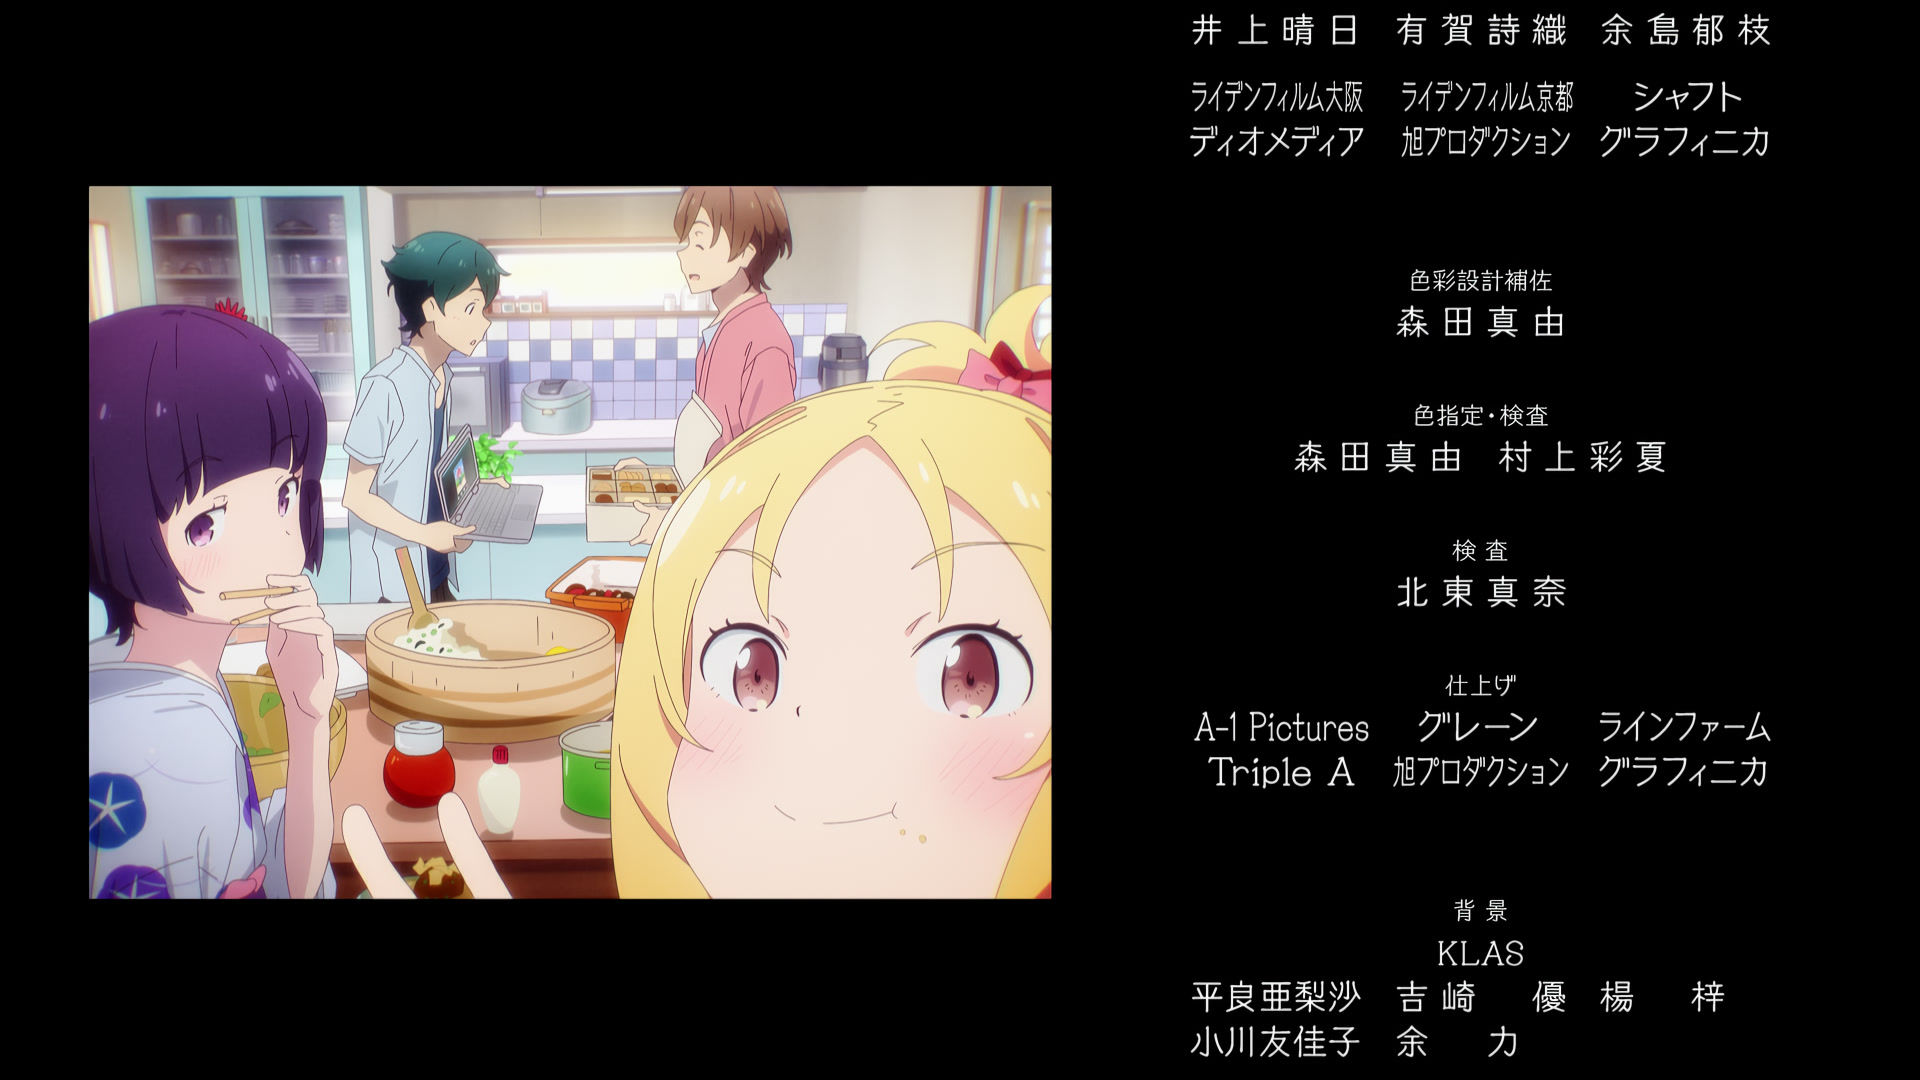 井上晴日 有賀詩織 余島郁枝
ライデンフィルム大阪 ライデンフィルム京都 シャフト
ディオメディア 旭プロダクション グラフィニカ
色彩設計補佐
森田真由
色指定・検査
森田真由 村上彩夏
検査
北東真奈
仕上げ
A-1 Pictures グレーン ラインファーム
Triple A 旭プロダクション グラフィニカ
背景
KLAS
平良亜梨沙 吉崎 優 楊 梓
小川友佳子 余 力